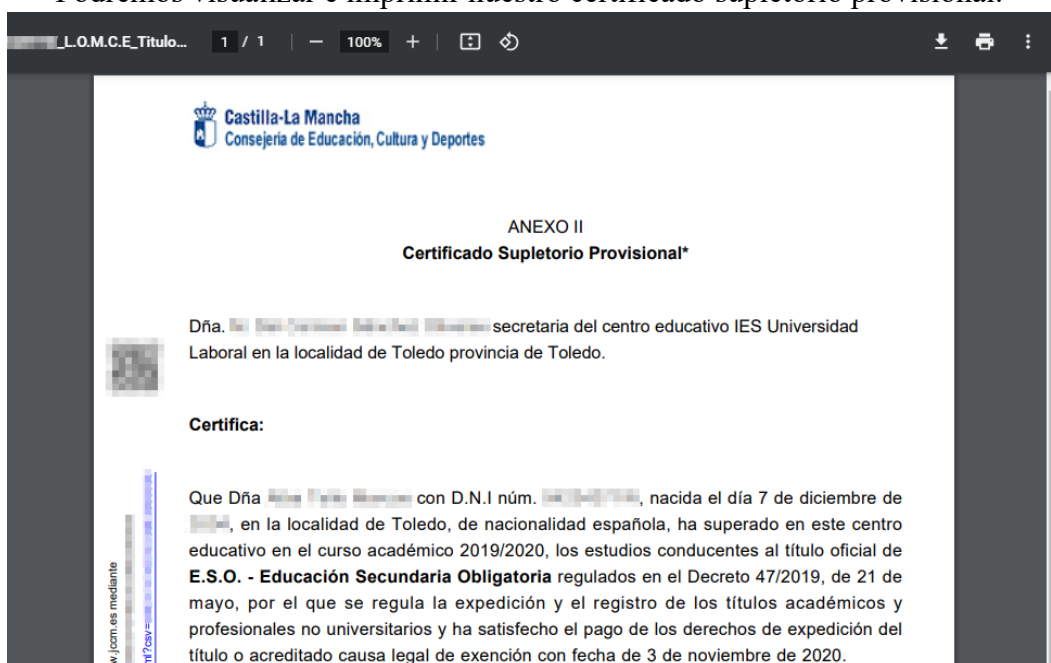 Podremos visualizar e imprimir nuestro certificado supletorio provisional.
_L.O.M.C.E_Titulo... 1 / 1 100%
Castilla-La Mancha
Consejería de Educación, Cultura y Deportes
ANEXO II
Certificado Supletorio Provisional*
Dña. secretaria del centro educativo IES Universidad
Laboral en la localidad de Toledo provincia de Toledo.
Certifica:
Que Dña con D.N.I núm. , nacida el día 7 de diciembre de
, en la localidad de Toledo, de nacionalidad española, ha superado en este centro
educativo en el curso académico 2019/2020, los estudios conducentes al título oficial de
E.S.O. - Educación Secundaria Obligatoria regulados en el Decreto 47/2019, de 21 de
mayo, por el que se regula la expedición y el registro de los títulos académicos y
profesionales no universitarios y ha satisfecho el pago de los derechos de expedición del
título o acreditado causa legal de exención con fecha de 3 de noviembre de 2020.
w.jccm.es mediante
ml?csv=